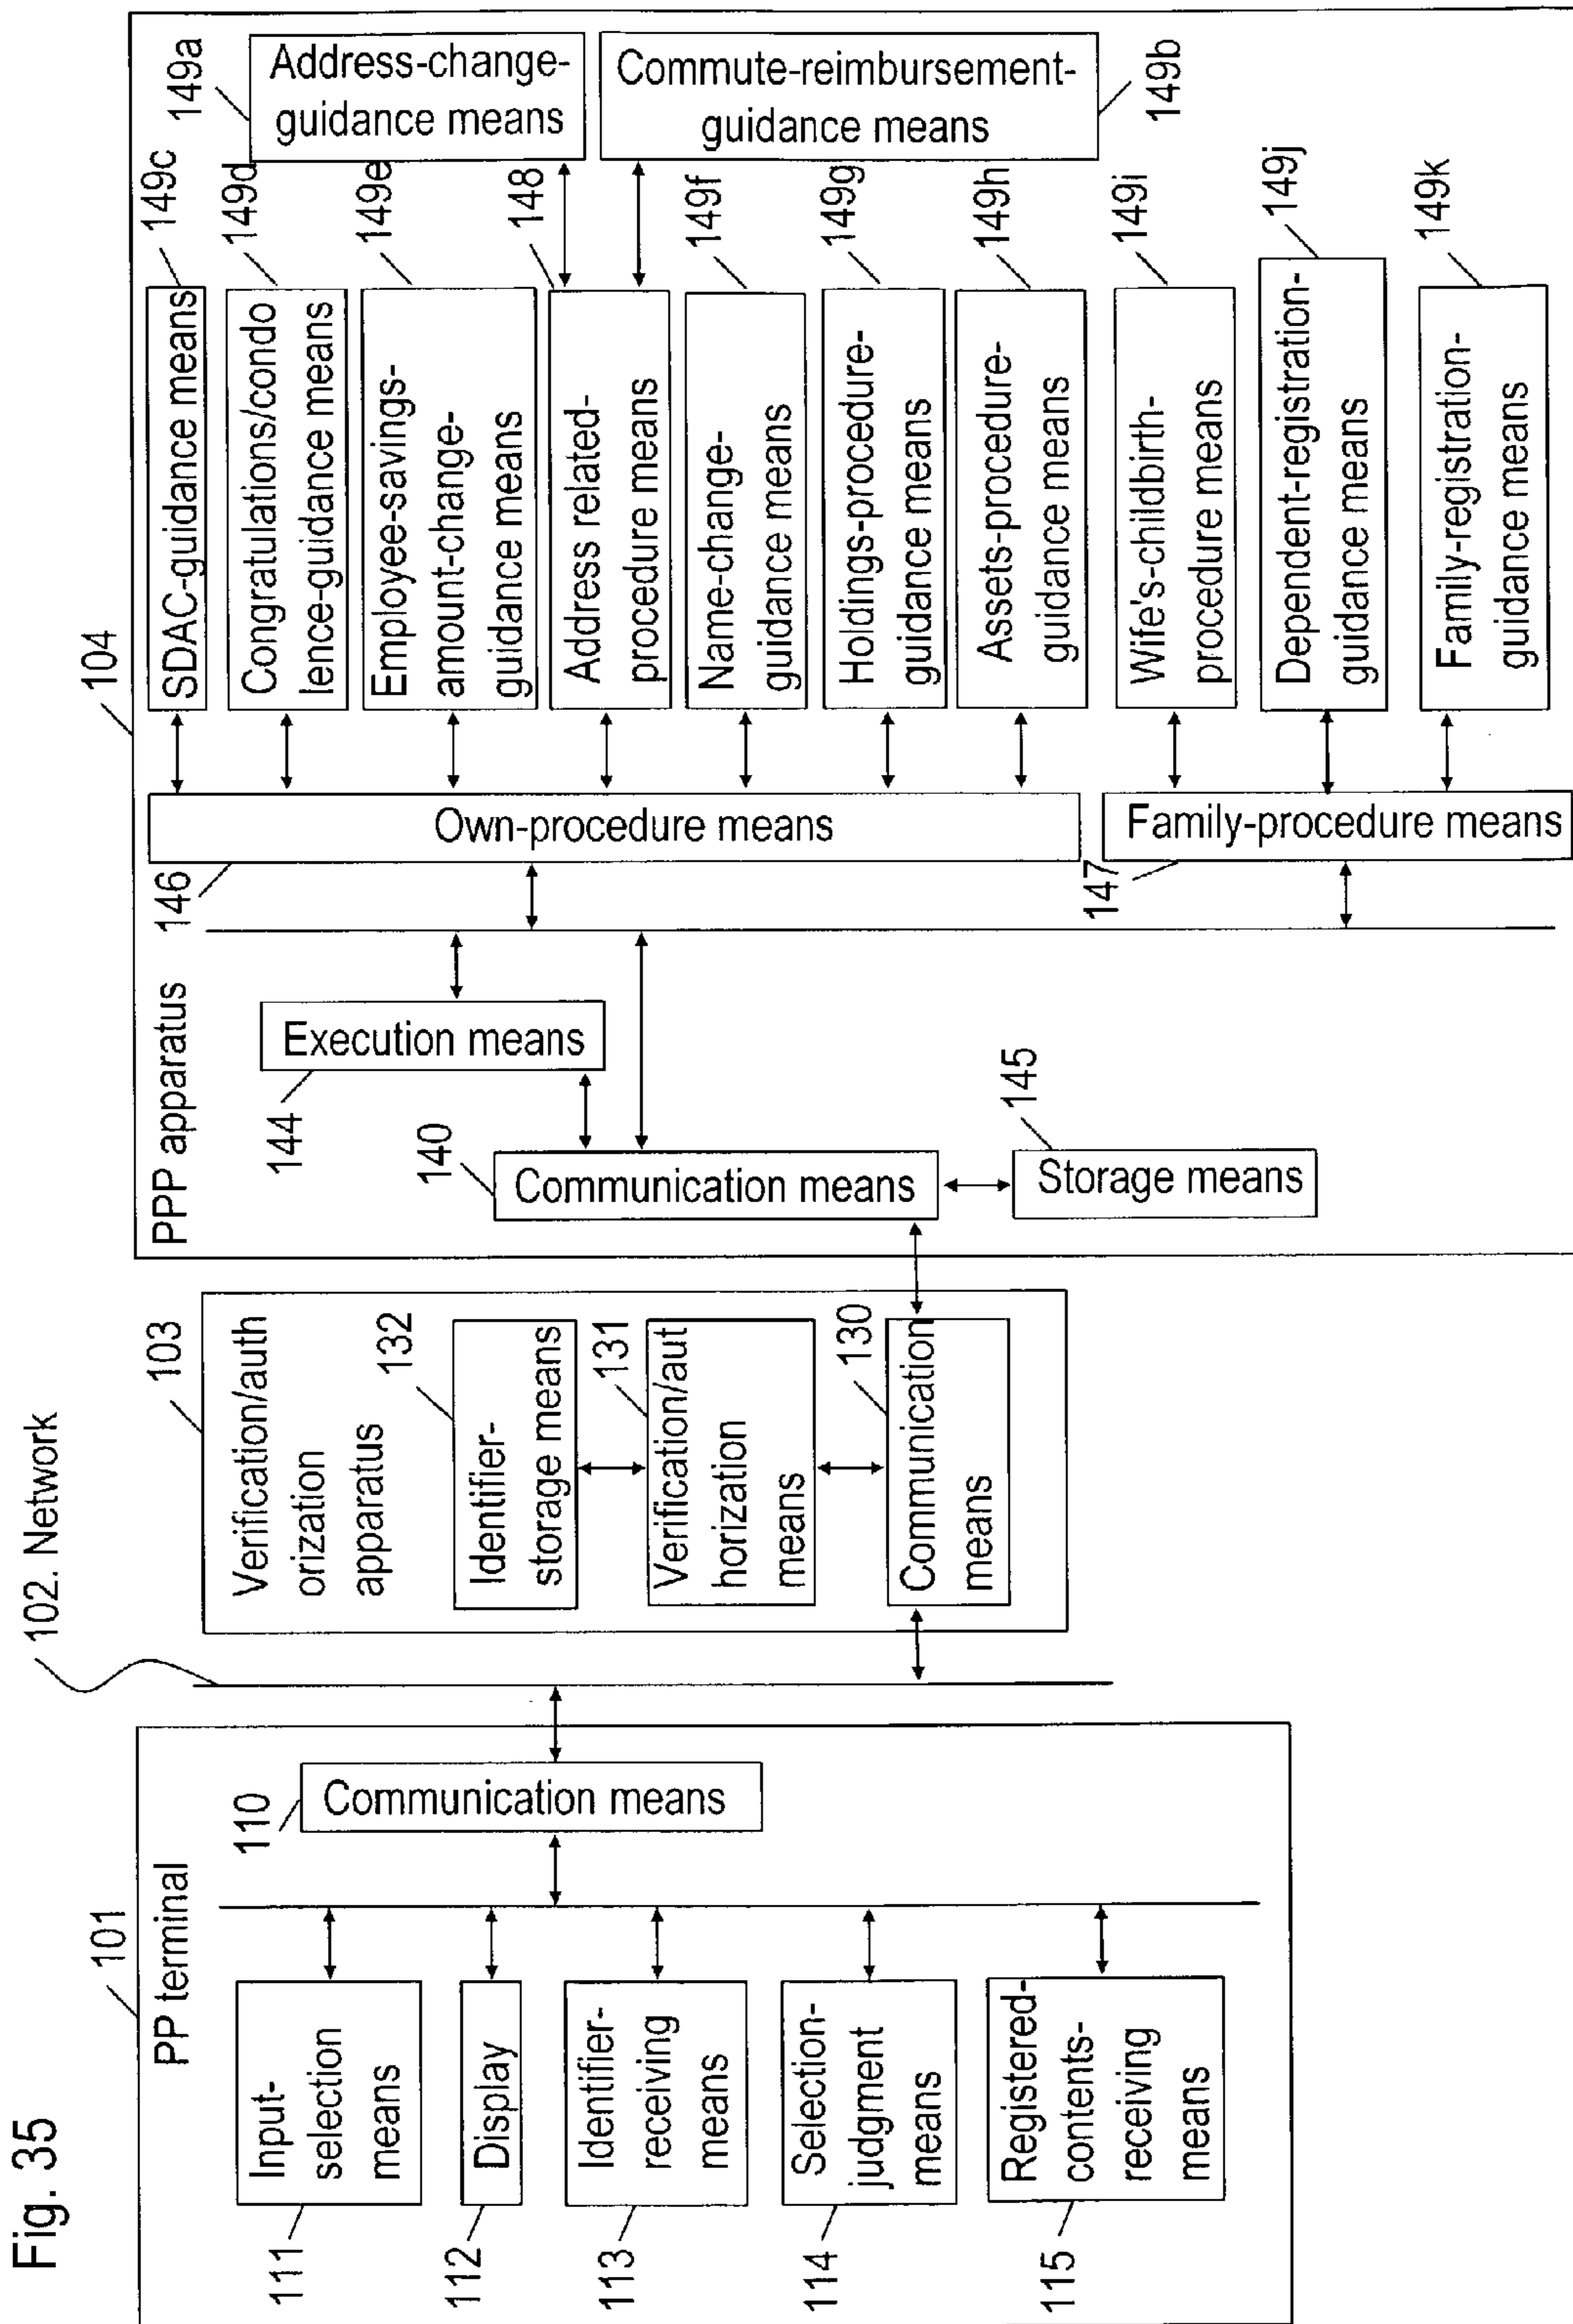 Fig. 35
102. Network
101
PP terminal
111
Input-
selection
means
112
Display
113
Identifier-
receiving
means
114
Selection-
judgment
means
115
Registered-
contents-
receiving
means
110
Communication means
103
Verification/auth
orization
apparatus
132
Identifier-
storage means
131
Verification/aut
horization
means
130
Communication
means
104
PPP apparatus
144
Execution means
140
Communication means
145
Storage means
146
Own-procedure means
147
Family-procedure means
149c
SDAC-guidance means
149d
Congratulations/condo
lence-guidance means
149e
Employee-savings-
amount-change-
guidance means
148
Address related-
procedure means
149f
Name-change-
guidance means
149g
Holdings-procedure-
guidance means
149h
Assets-procedure-
guidance means
149i
Wife's-childbirth-
procedure means
149j
Dependent-registration-
guidance means
149k
Family-registration-
guidance means
149a
Address-change-
guidance means
149b
Commute-reimbursement-
guidance means